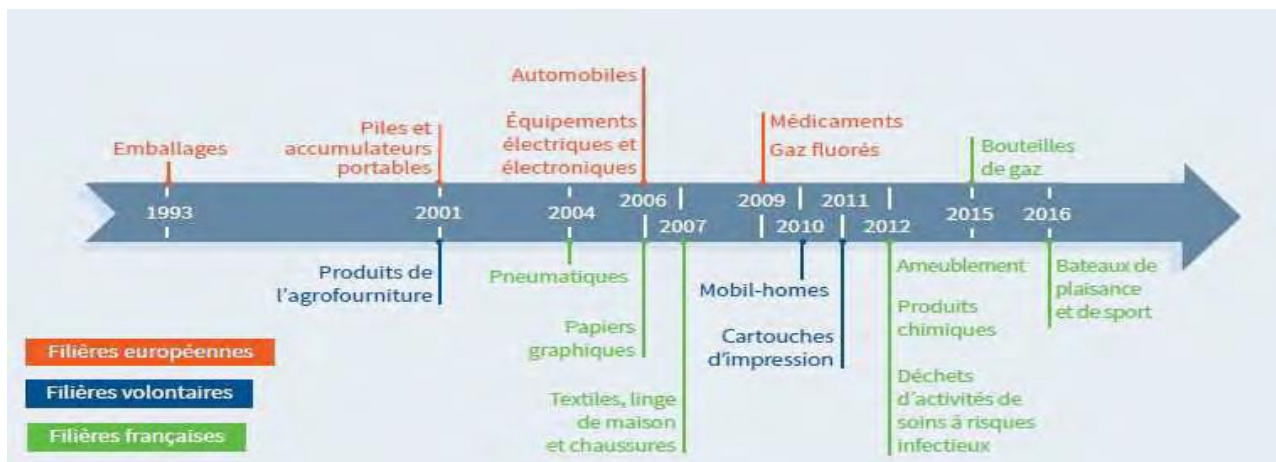 Automobiles
Emballages
Piles et
accumulateurs
portables
Équipements
électriques et
électroniques
Médicaments
Gaz fluorés
Bouteilles
de gaz
1993
2001
2004
2006
2007
2009
2010
2011
2012
2015
2016
Produits de
l'agrofourniture
Pneumatiques
Papiers
graphiques
Textiles, linge
de maison
et chaussures
Mobil-homes
Cartouches
d'impression
Ameublement
Produits
chimiques
Déchets
d'activités de
soins à risques
infectieux
Bateaux de
plaisance
et de sport
Filières européennes
Filières volontaires
Filières françaises